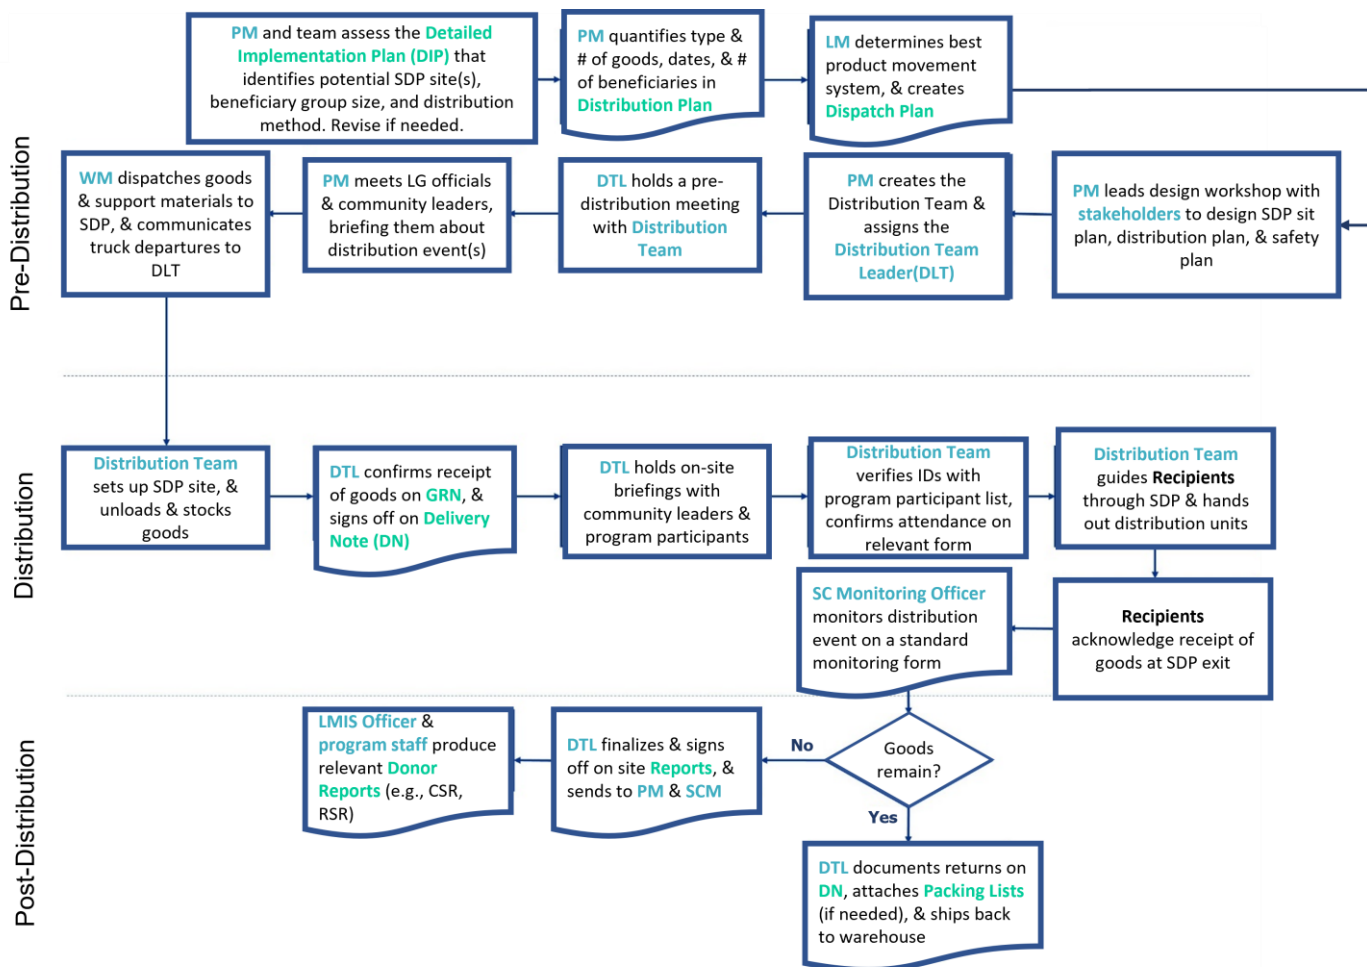 Pre-Distribution
PM and team assess the Detailed
Implementation Plan (DIP) that
identifies potential SDP site(s),
beneficiary group size, and distribution
method. Revise if needed.
PM quantifies type &
# of goods, dates, & #
of beneficiaries in
Distribution Plan
LM determines best
product movement
system, & creates
Dispatch Plan
PM leads design workshop with
stakeholders to design SDP sit
plan, distribution plan, & safety
plan
PM creates the
Distribution Team &
assigns the
Distribution Team
Leader(DLT)
DTL holds a pre-
distribution meeting
with Distribution
Team
PM meets LG officials
& community leaders,
briefing them about
distribution event(s)
WM dispatches goods
& support materials to
SDP, & communicates
truck departures to
DLT
Distribution
Distribution Team
sets up SDP site, &
unloads & stocks
goods
DTL confirms receipt
of goods on GRN, &
signs off on Delivery
Note (DN)
DTL holds on-site
briefings with
community leaders &
program participants
Distribution Team
verifies IDs with
program participant list,
confirms attendance on
relevant form
Distribution Team
guides Recipients
through SDP & hands
out distribution units
Recipients
acknowledge receipt of
goods at SDP exit
SC Monitoring Officer
monitors distribution
event on a standard
monitoring form
Post-Distribution
Goods
remain?
No
DTL finalizes & signs
off on site Reports, &
sends to PM & SCM
LMIS Officer &
program staff produce
relevant Donor
Reports (e.g., CSR,
RSR)
Yes
DTL documents returns on
DN, attaches Packing Lists
(if needed), & ships back
to warehouse